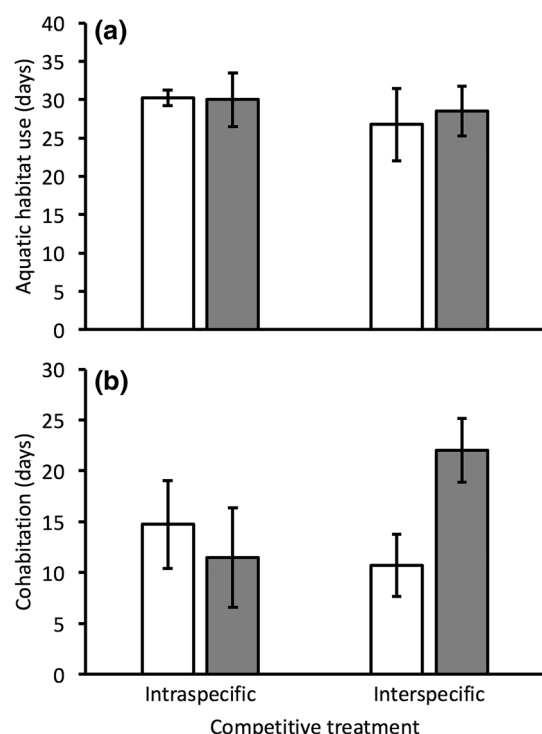 (a)
Aquatic habitat use (days)
40
35
30
25
20
15
10
5
0
(b)
Cohabitation (days)
30
25
20
15
10
5
0
Intraspecific
Interspecific
Competitive treatment